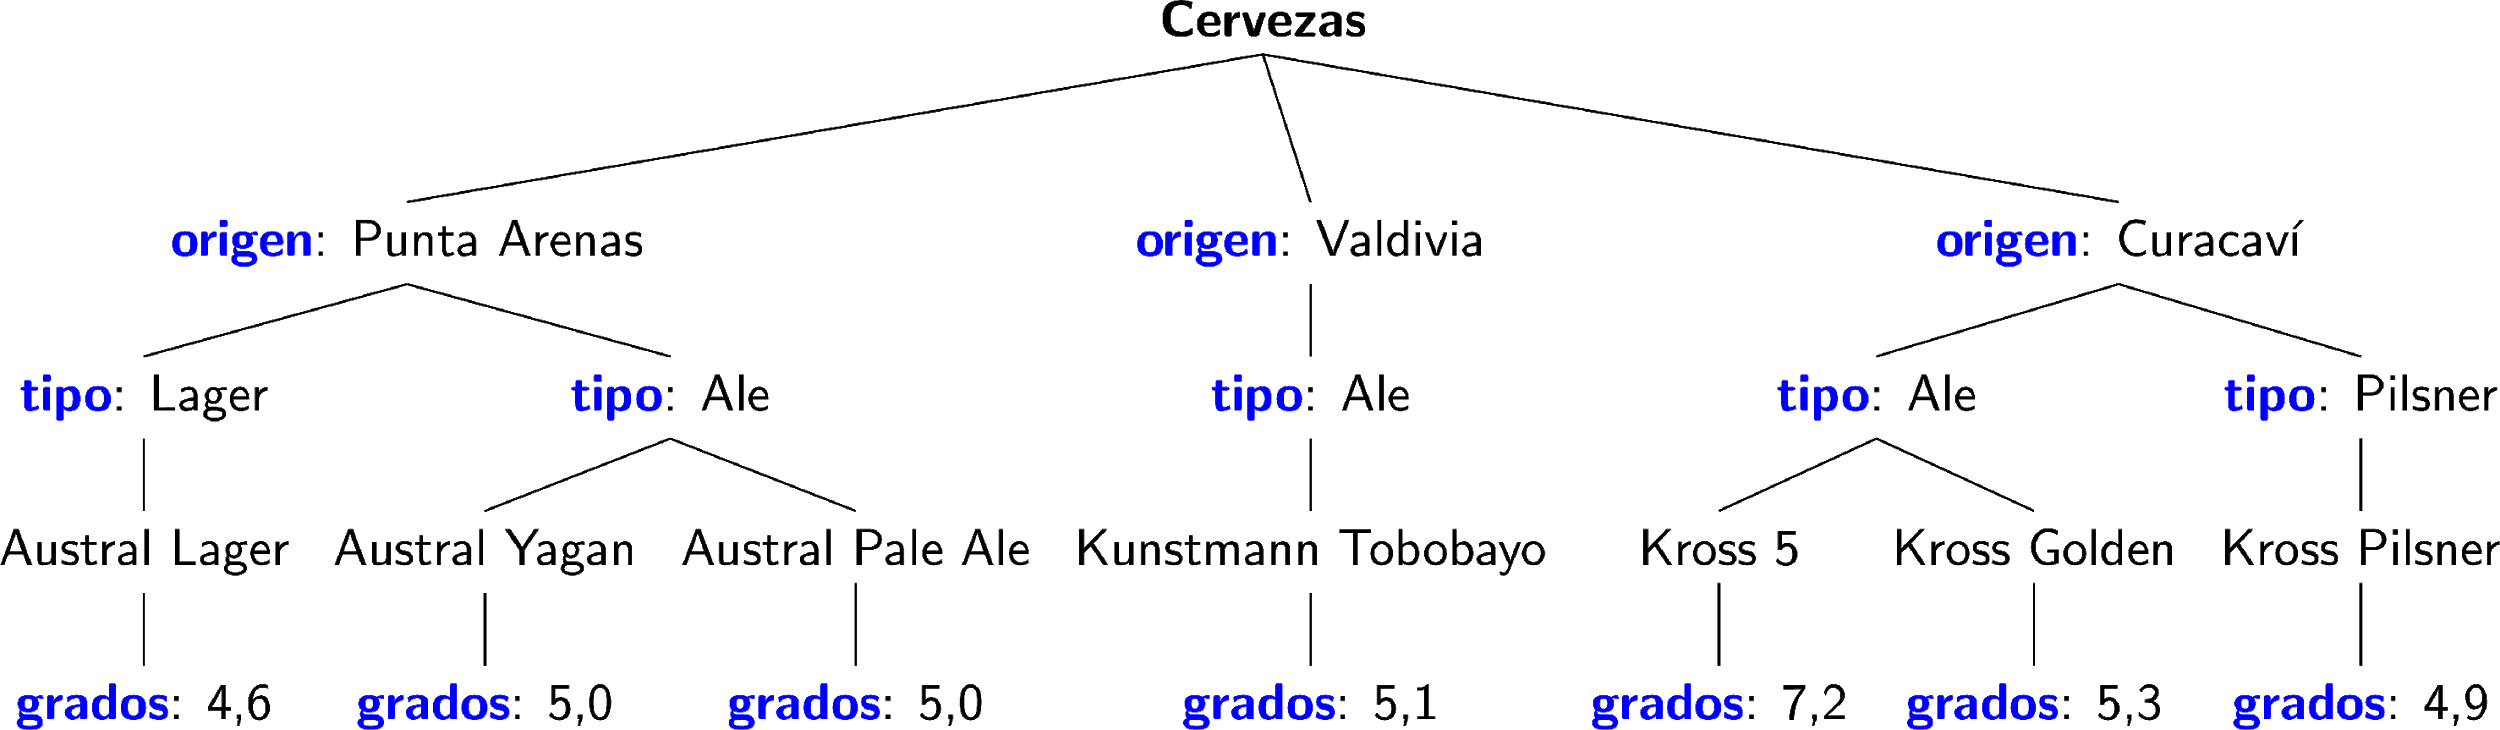 Cervezas
origen: Punta Arenas origen: Valdivia origen: Curacaví
tipo: Lager tipo: Ale tipo: Ale tipo: Ale tipo: Pilsner
Austral Lager Austral Yagan Austral Pale Ale Kunstmann Tobobayo Kross 5 Kross Golden Kross Pilsner
grados: 4,6 grados: 5,0 grados: 5,0 grados: 5,1 grados: 7,2 grados: 5,3 grados: 4,9